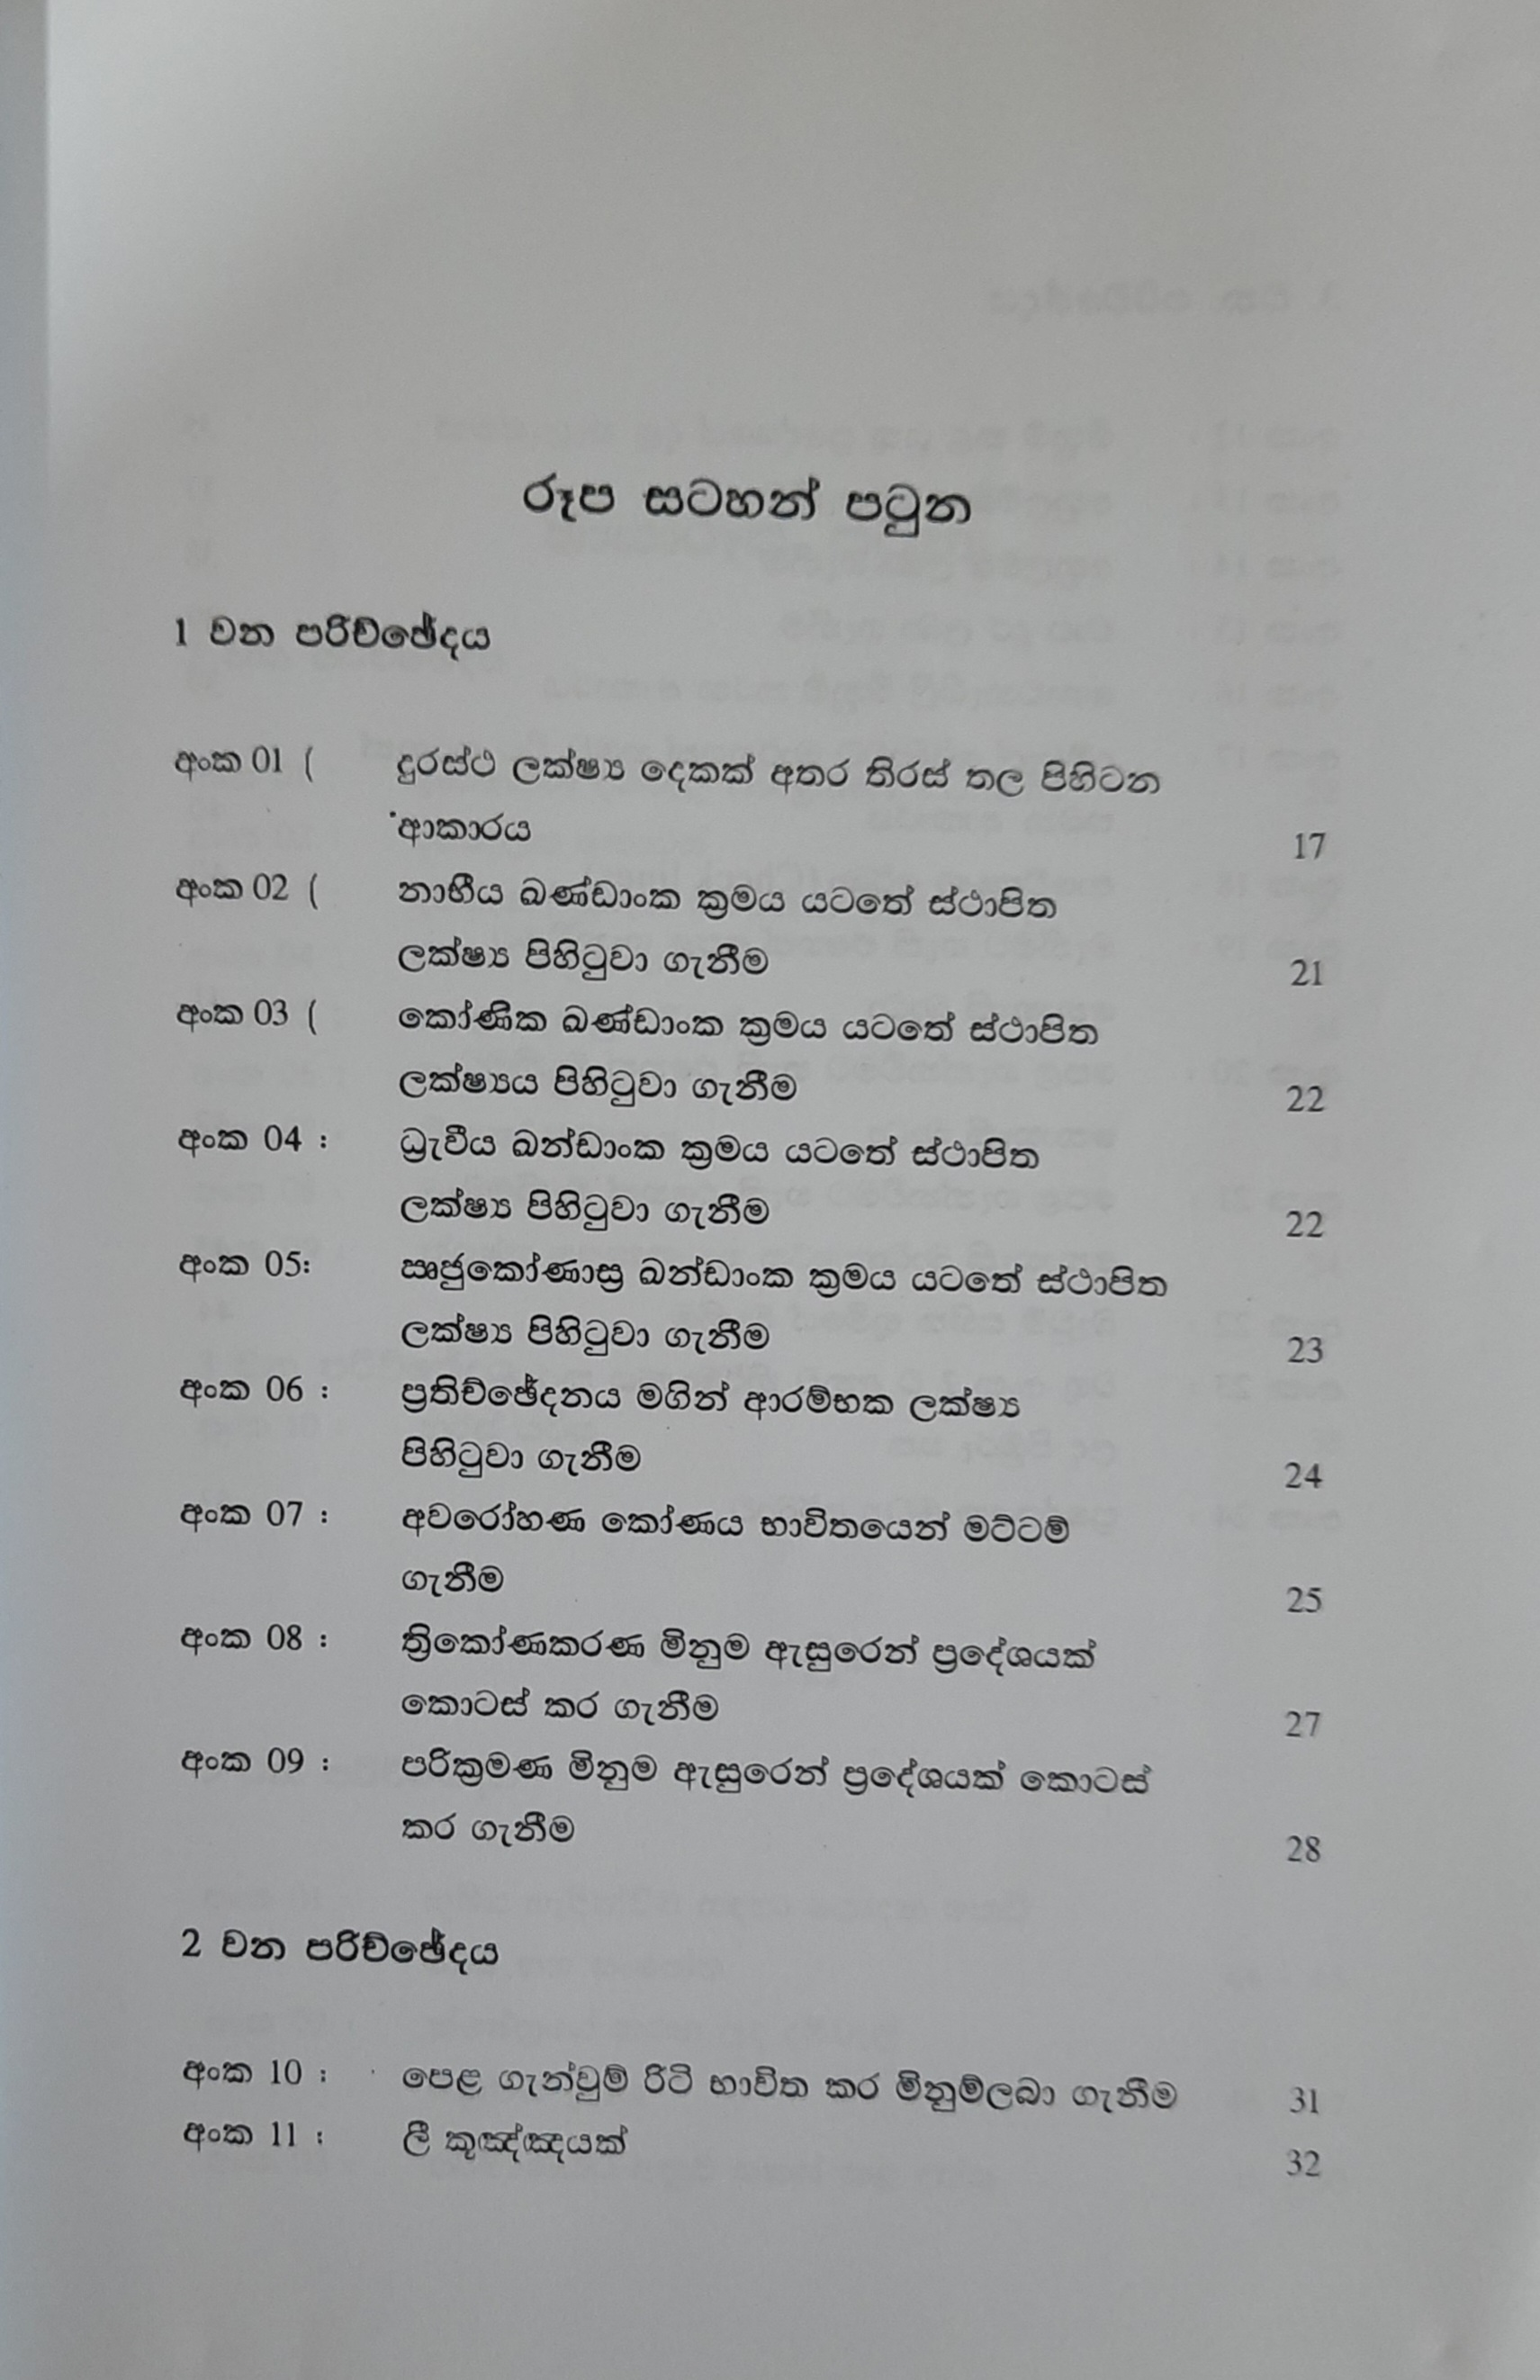 රූප සටහන් පටුන
1 වන පරිච්ඡේදය
අංක 01 ( දුරස්ථ ලක්ෂ්‍ය දෙකක් අතර තිරස් තල පිහිටන
ආකාරය 17
අංක 02 ( නාභීය ඛණ්ඩාංක ක්‍රමය යටතේ ස්ථාපිත
ලක්ෂ්‍ය පිහිටුවා ගැනීම 21
අංක 03 ( කෝණික ඛණ්ඩාංක ක්‍රමය යටතේ ස්ථාපිත
ලක්ෂ්‍යය පිහිටුවා ගැනීම 22
අංක 04 : ධ්‍රැවීය ඛන්ඩාංක ක්‍රමය යටතේ ස්ථාපිත
ලක්ෂ්‍ය පිහිටුවා ගැනීම 22
අංක 05: ඍජුකෝණාස්‍ර ඛන්ඩාංක ක්‍රමය යටතේ ස්ථාපිත
ලක්ෂ්‍ය පිහිටුවා ගැනීම 23
අංක 06 : ප්‍රතිච්ඡේදනය මගින් ආරම්භක ලක්ෂ්‍ය
පිහිටුවා ගැනීම 24
අංක 07 : අවරෝහණ කෝණය භාවිතයෙන් මට්ටම්
ගැනීම 25
අංක 08 : ත්‍රිකෝණකරණ මිනුම ඇසුරෙන් ප්‍රදේශයක්
කොටස් කර ගැනීම 27
අංක 09 : පරික්‍රමණ මිනුම ඇසුරෙන් ප්‍රදේශයක් කොටස්
කර ගැනීම 28
2 වන පරිච්ඡේදය
අංක 10 : පෙළ ගැන්වුම් රිටි භාවිත කර මිනුම්ලබා ගැනීම 31
අංක 11 : ලී කූඤ්ඤයක් 32